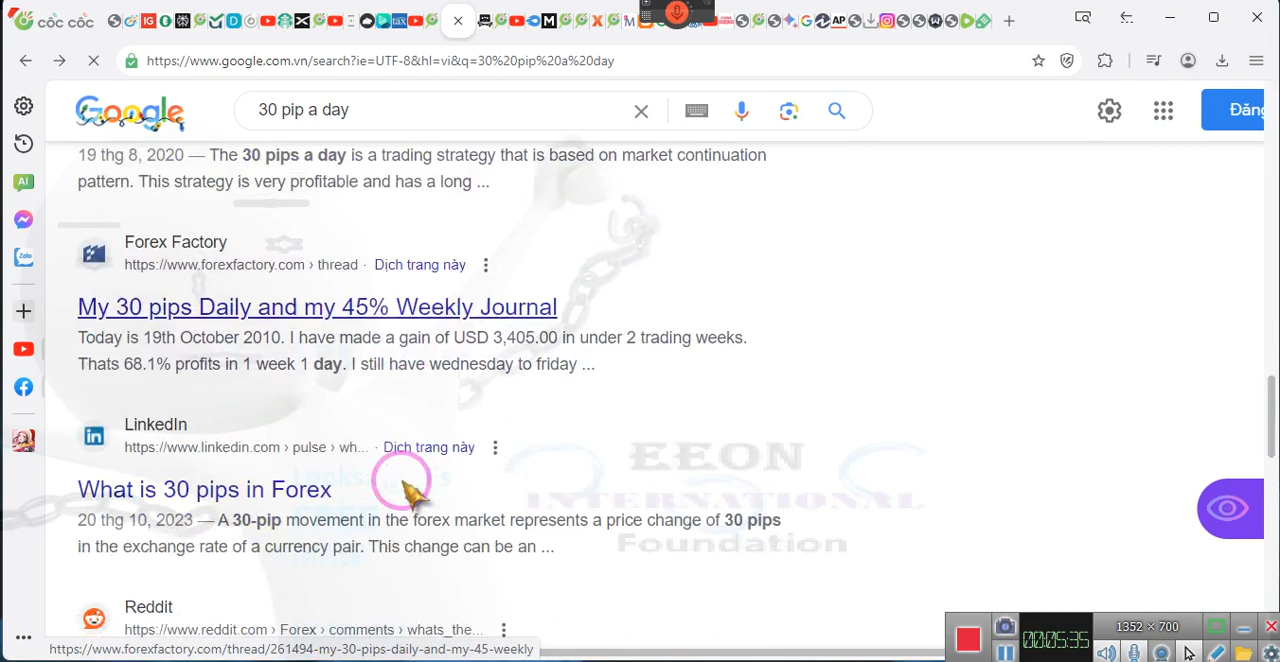 cốc cốc
https://www.google.com.vn/search?ie=UTF-8&hl=vi&q=30%20pip%20a%20day
Google
30 pip a day
Đăng
19 thg 8, 2020 — The 30 pips a day is a trading strategy that is based on market continuation
pattern. This strategy is very profitable and has a long ...
Forex Factory
https://www.forexfactory.com › thread · Dịch trang này
My 30 pips Daily and my 45% Weekly Journal
Today is 19th October 2010. I have made a gain of USD 3,405.00 in under 2 trading weeks.
Thats 68.1% profits in 1 week 1 day. I still have wednesday to friday ...
LinkedIn
https://www.linkedin.com › pulse › wh... · Dịch trang này
EEON
INTERNATIONAL
Foundation
What is 30 pips in Forex
20 thg 10, 2023 — A 30-pip movement in the forex market represents a price change of 30 pips
in the exchange rate of a currency pair. This change can be an ...
Reddit
https://www.reddit.com › Forex › comments › whats_the...
https://www.forexfactory.com/thread/261494-my-30-pips-daily-and-my-45-weekly
AI
Zalo
1352 × 700
00:05:35